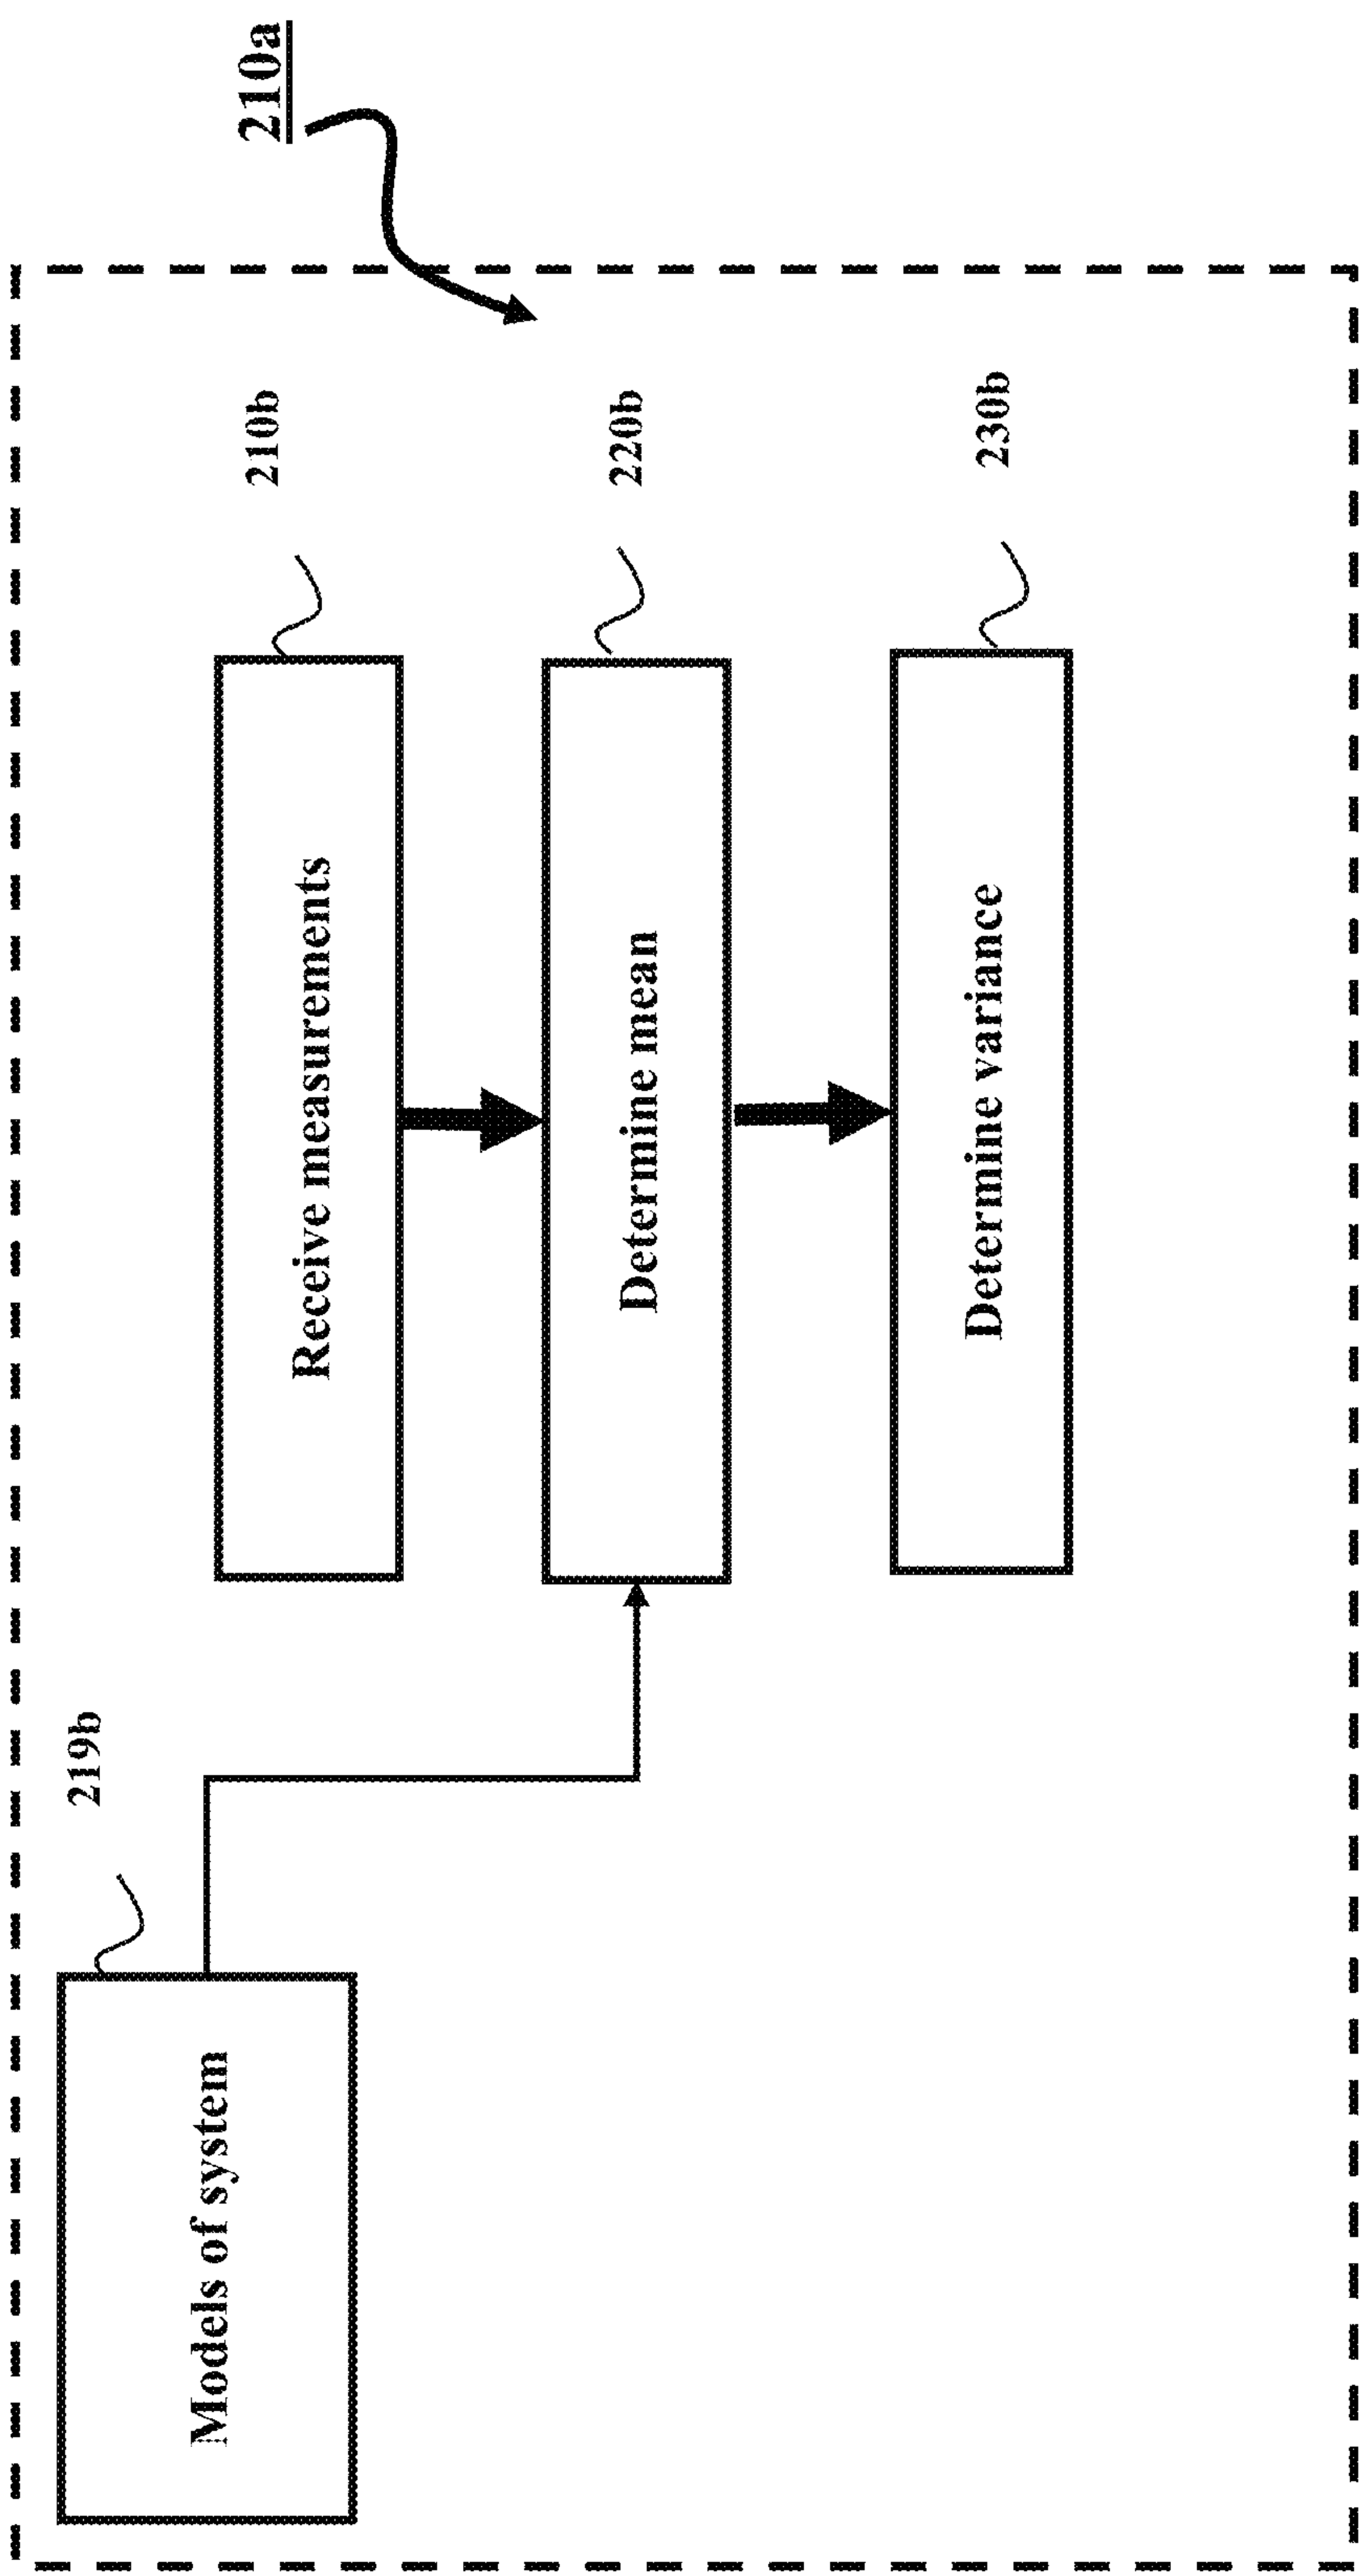 210a
219b
Models of system
210b
Receive measurements
220b
Determine mean
230b
Determine variance